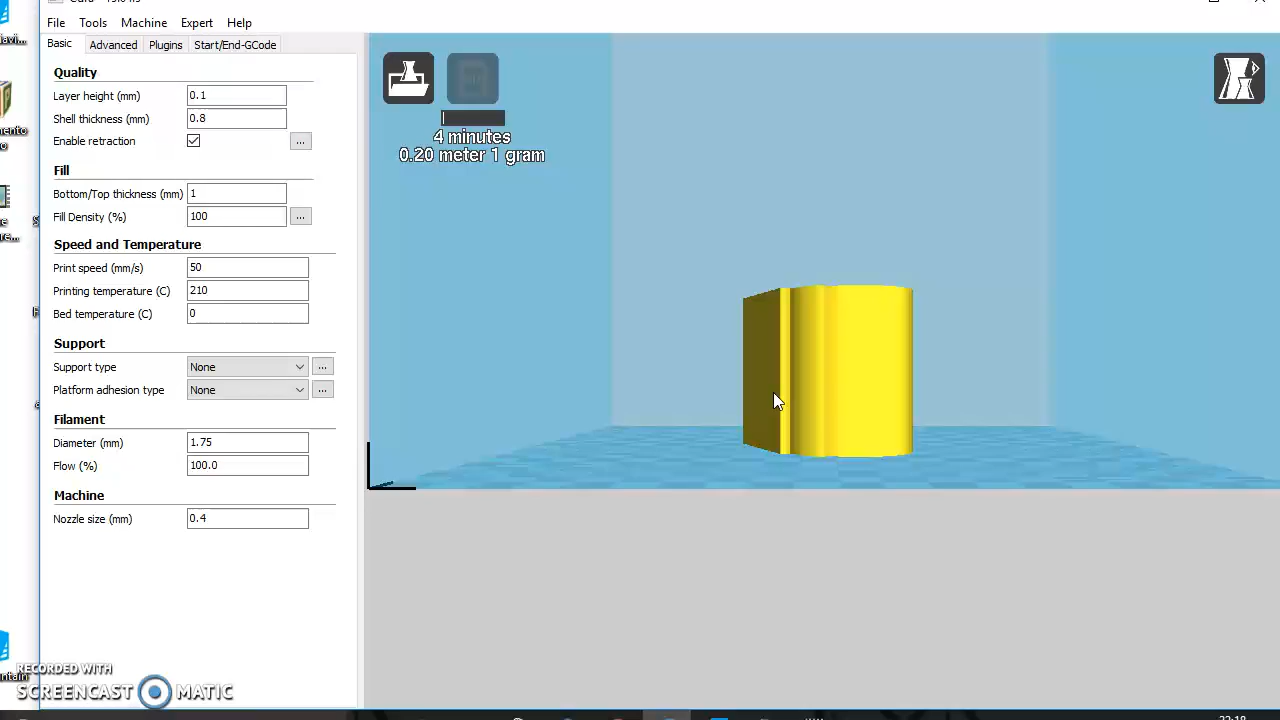 File Tools Machine Expert Help
Basic Advanced Plugins Start/End-GCode
Quality
Layer height (mm) 0.1
Shell thickness (mm) 0.8
Enable retraction ...
Fill
Bottom/Top thickness (mm) 1
Fill Density (%) 100 ...
Speed and Temperature
Print speed (mm/s) 50
Printing temperature (C) 210
Bed temperature (C) 0
Support
Support type None ...
Platform adhesion type None ...
Filament
Diameter (mm) 1.75
Flow (%) 100.0
Machine
Nozzle size (mm) 0.4
4 minutes
0.20 meter 1 gram
RECORDED WITH
SCREENCAST MATIC